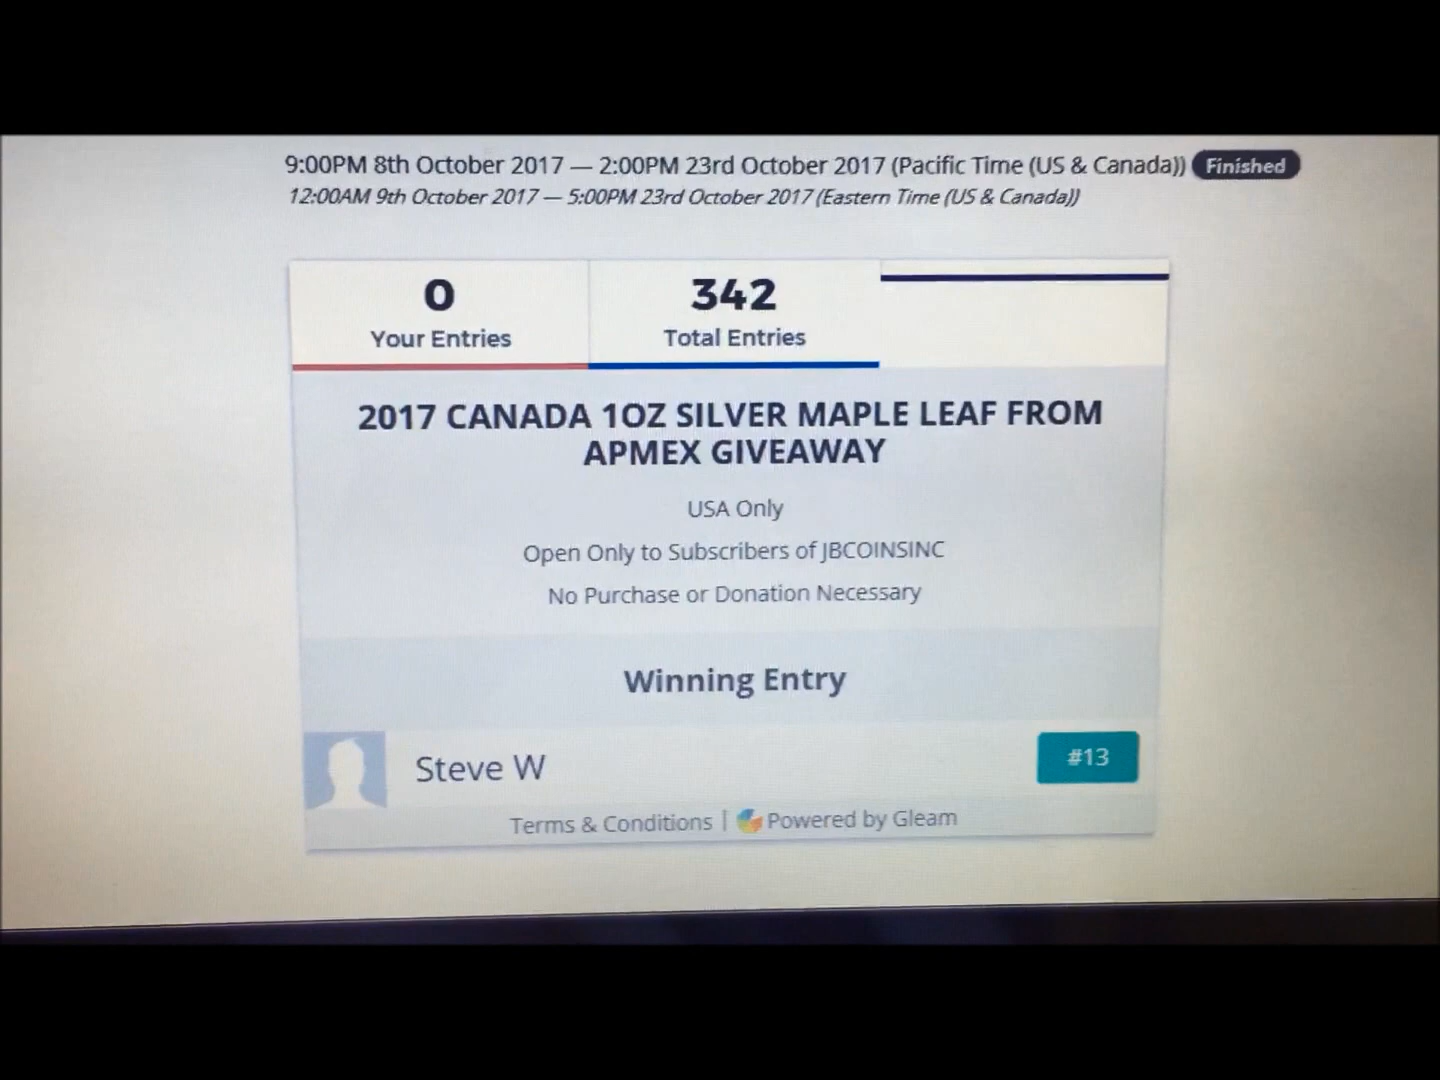 9:00PM 8th October 2017 — 2:00PM 23rd October 2017 (Pacific Time (US & Canada)) Finished
12:00AM 9th October 2017 — 5:00PM 23rd October 2017 (Eastern Time (US & Canada))
0 342
Your Entries Total Entries
2017 CANADA 1OZ SILVER MAPLE LEAF FROM
APMEX GIVEAWAY
USA Only
Open Only to Subscribers of JBCOINSINC
No Purchase or Donation Necessary
Winning Entry
Steve W #13
Terms & Conditions | Powered by Gleam